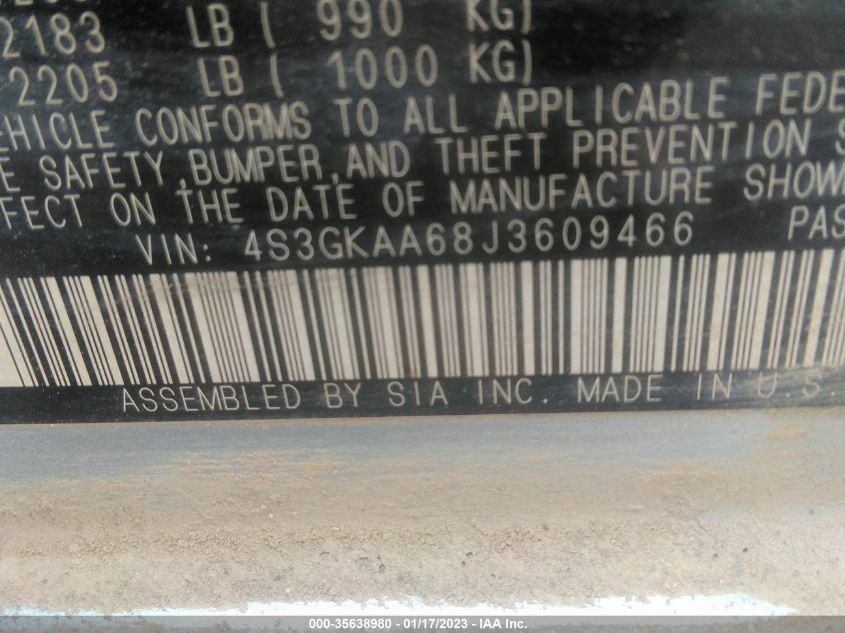 2183 LB ( 990 KG)
2205 LB ( 1000 KG)
EHICLE CONFORMS TO ALL APPLICABLE FEDE
E SAFETY,BUMPER,AND THEFT PREVENTION S
FECT ON THE DATE OF MANUFACTURE SHOW
VIN: 4S3GKAA68J3609466 PAS
ASSEMBLED BY SIA INC. MADE IN U.S.
000-35638980 - 01/17/2023 - IAA Inc.